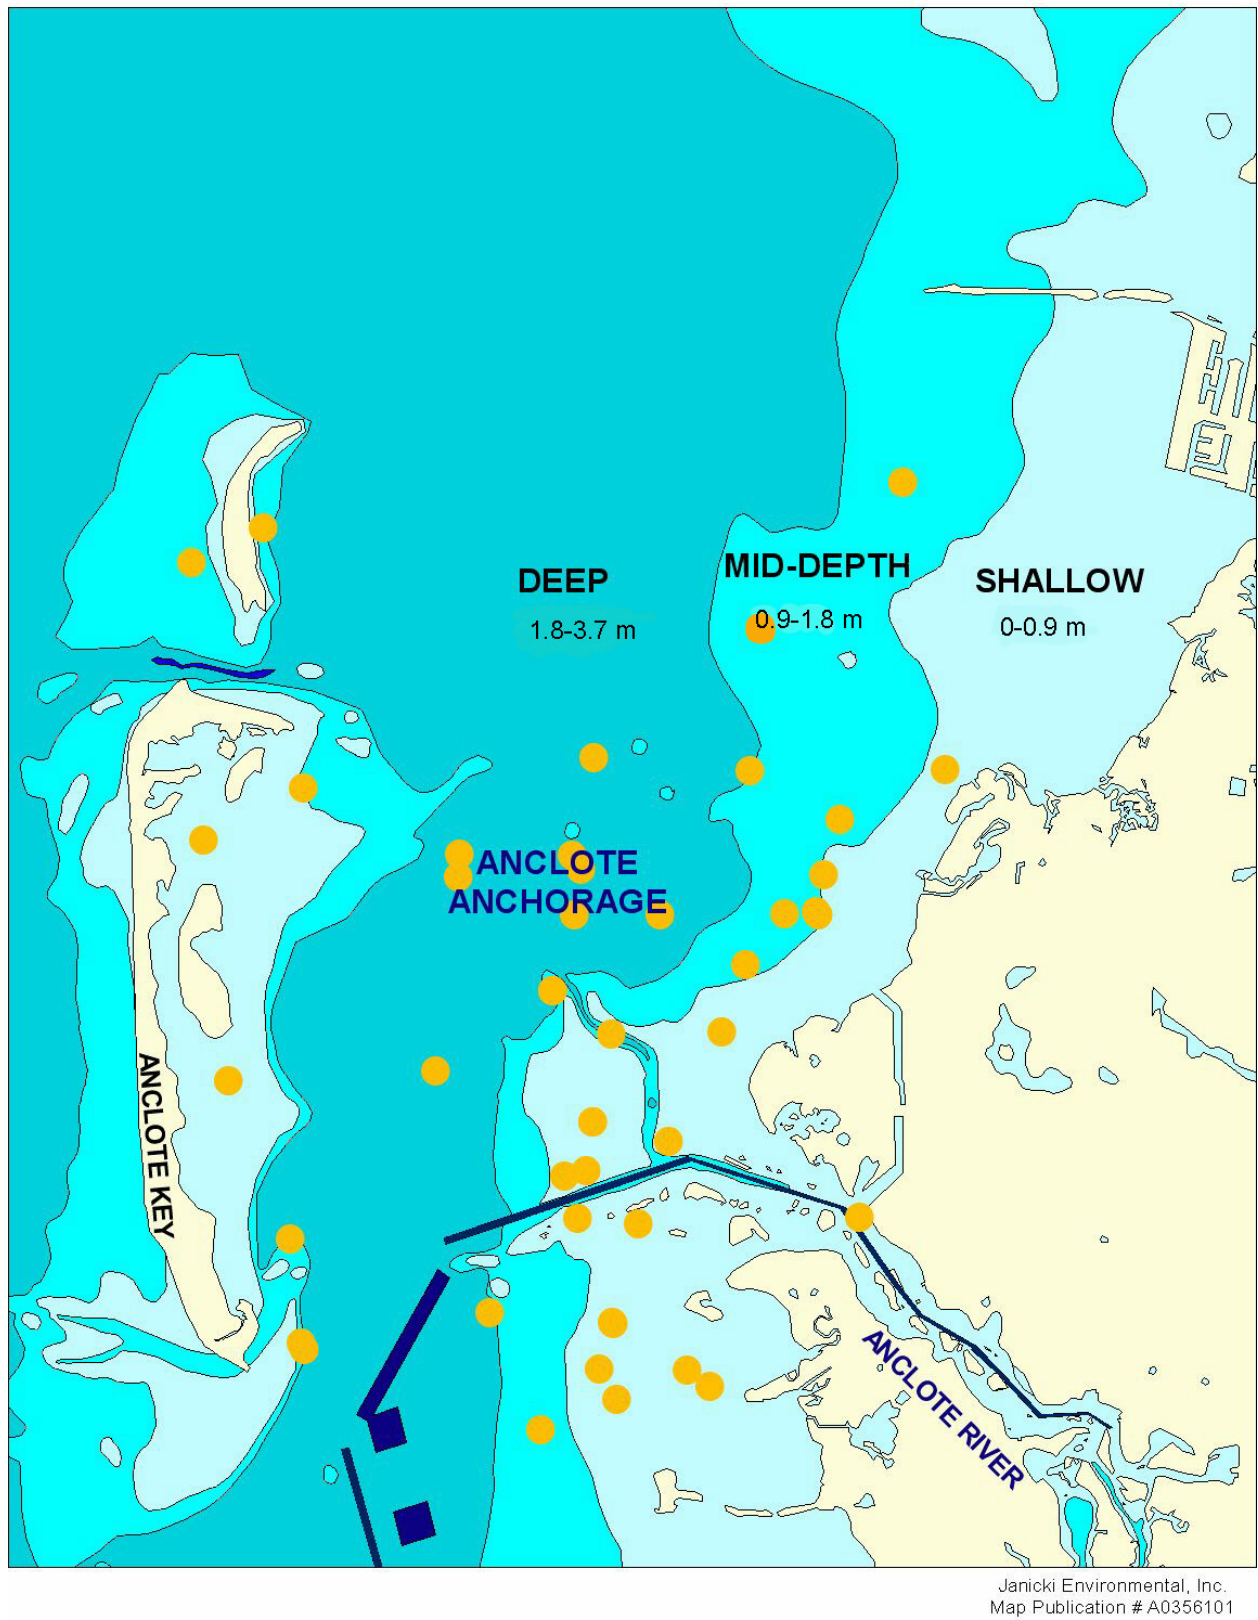 DEEP
1.8-3.7 m
MID-DEPTH
0.9-1.8 m
SHALLOW
0-0.9 m
ANCLOTE
ANCHORAGE
ANCLOTE KEY
ANCLOTE RIVER
Janicki Environmental, Inc.
Map Publication # A0356101